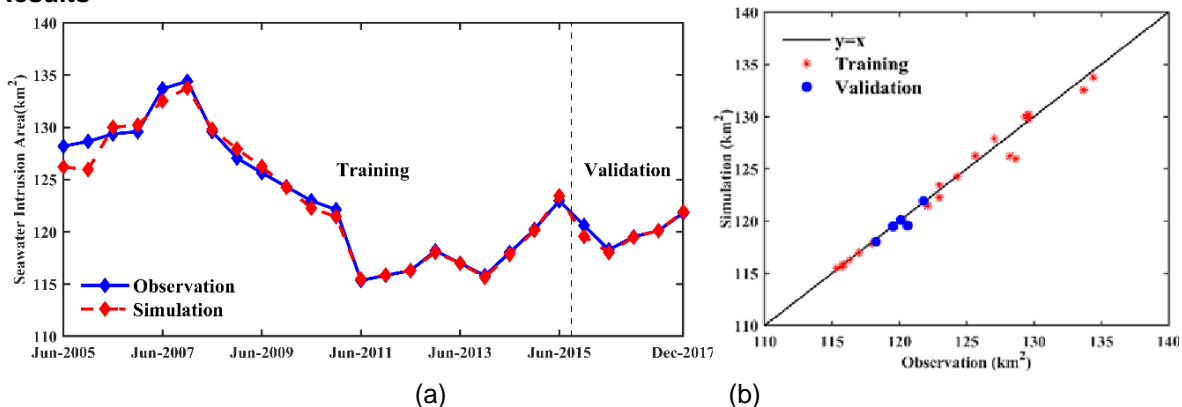 Results
140
135
130
125
120
115
110
Seawater Intrusion Area(km²)
Training
Validation
Observation
Simulation
Jun-2005 Jun-2007 Jun-2009 Jun-2011 Jun-2013 Jun-2015 Dec-2017
(a)
140
135
130
125
120
115
110
Simulation (km²)
y=x
Training
Validation
110 115 120 125 130 135 140
Observation (km²)
(b)